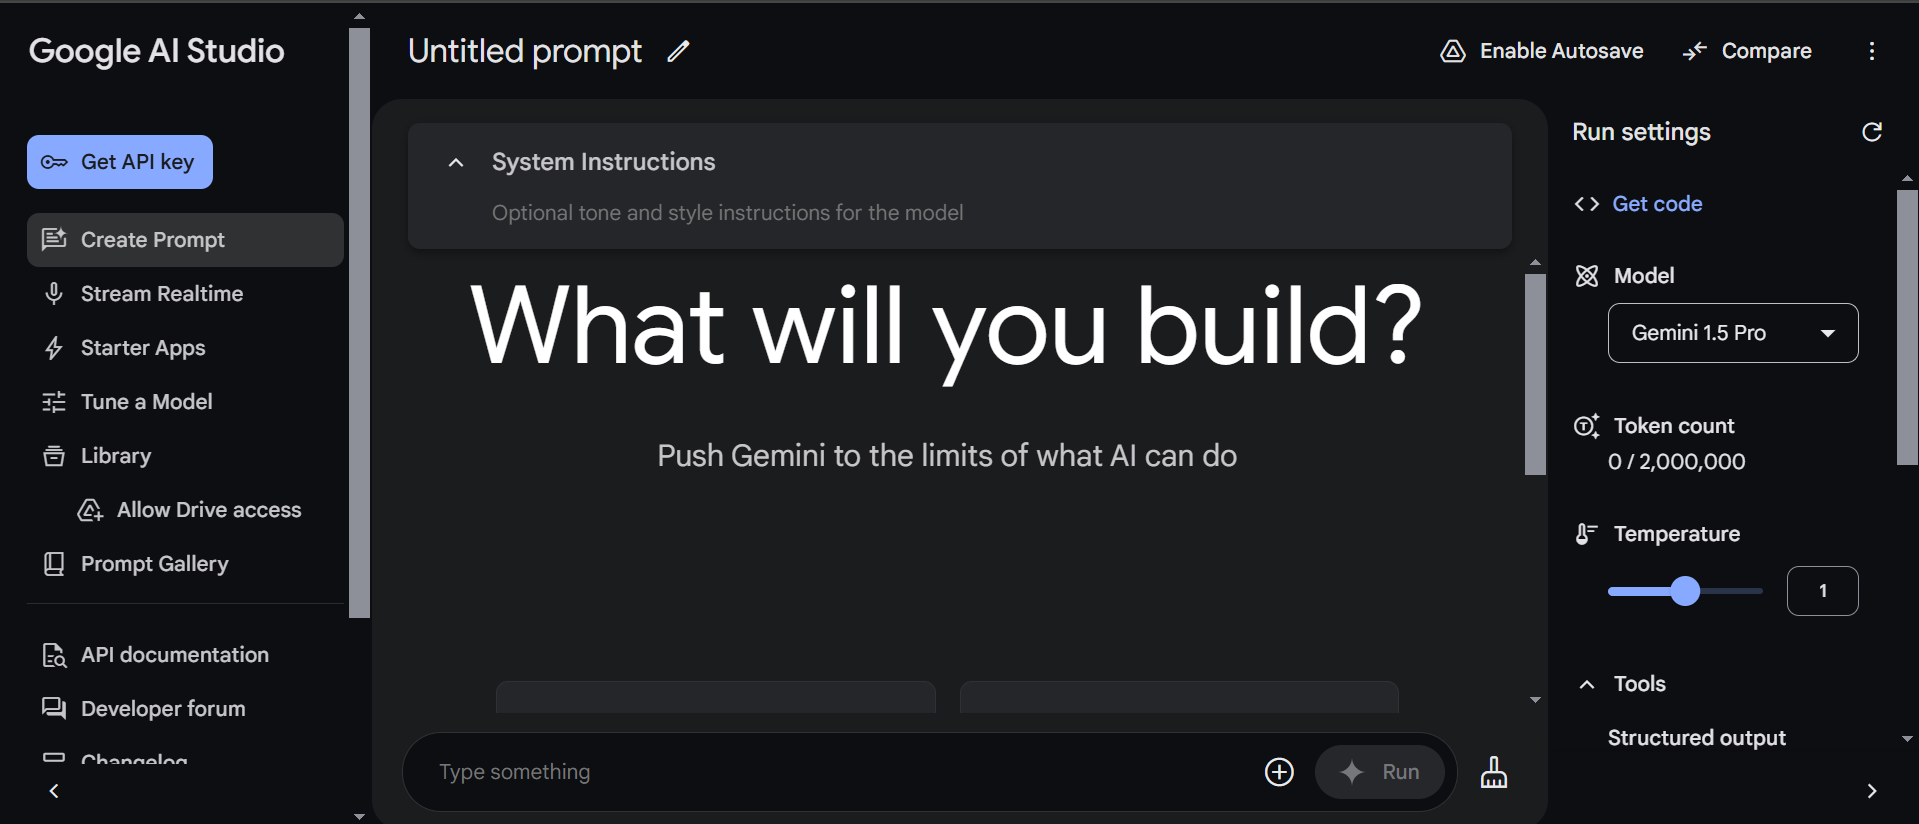 Google AI Studio
Get API key
Create Prompt
Stream Realtime
Starter Apps
Tune a Model
Library
Allow Drive access
Prompt Gallery
API documentation
Developer forum
Changelog
Untitled prompt
Enable Autosave
Compare
System Instructions
Optional tone and style instructions for the model
What will you build?
Push Gemini to the limits of what AI can do
Type something
Run
Run settings
Get code
Model
Gemini 1.5 Pro
Token count
0 / 2,000,000
Temperature
1
Tools
Structured output